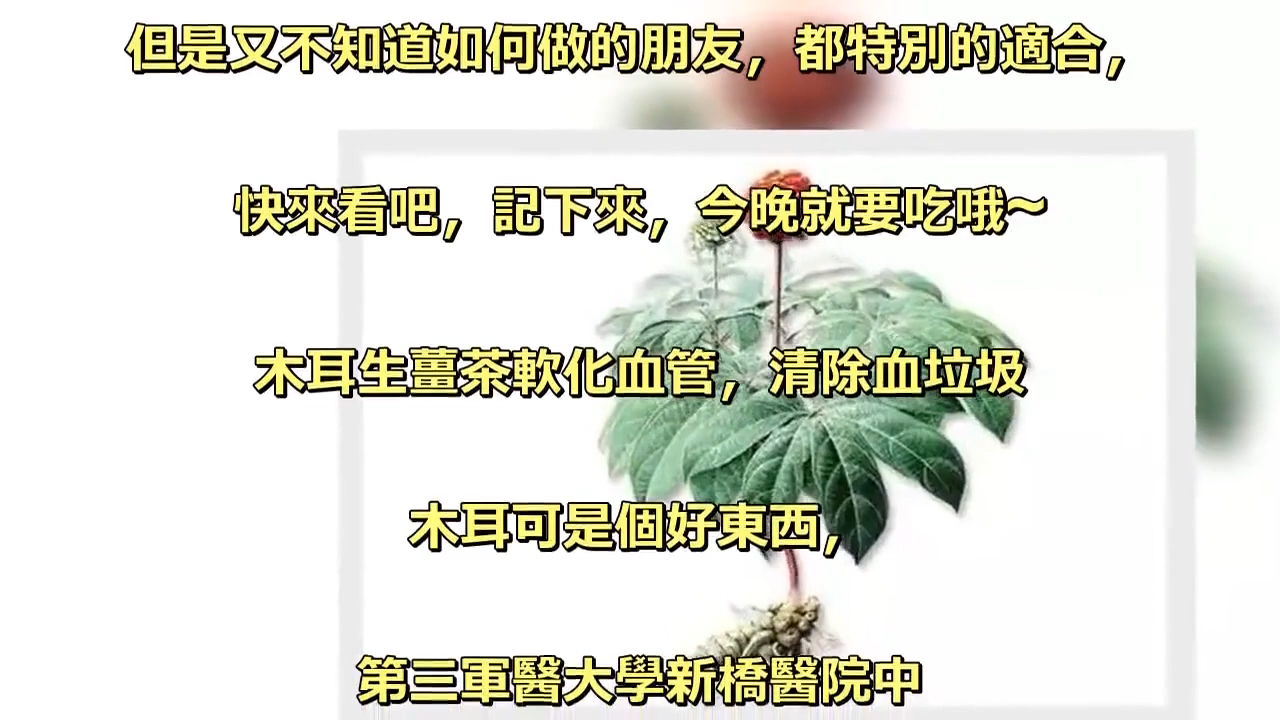 但是又不知道如何做的朋友，都特別的適合，
快來看吧，記下來，今晚就要吃哦～
木耳生薑茶軟化血管，清除血垃圾
木耳可是個好東西，
第三軍醫大學新橋醫院中